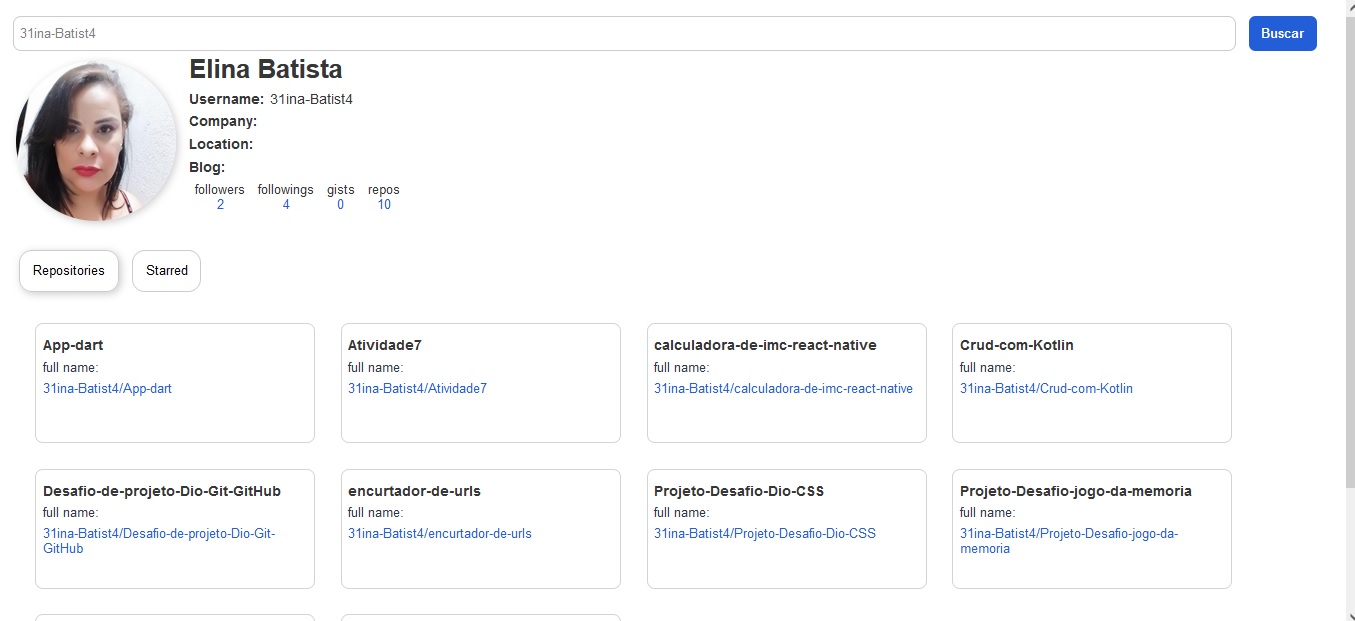 31ina-Batist4
Buscar
Elina Batista
Username: 31ina-Batist4
Company:
Location:
Blog:
followers followings gists repos
2 4 0 10
Repositories Starred
App-dart
full name:
31ina-Batist4/App-dart
Atividade7
full name:
31ina-Batist4/Atividade7
calculadora-de-imc-react-native
full name:
31ina-Batist4/calculadora-de-imc-react-native
Crud-com-Kotlin
full name:
31ina-Batist4/Crud-com-Kotlin
Desafio-de-projeto-Dio-Git-GitHub
full name:
31ina-Batist4/Desafio-de-projeto-Dio-Git-
GitHub
encurtador-de-urls
full name:
31ina-Batist4/encurtador-de-urls
Projeto-Desafio-Dio-CSS
full name:
31ina-Batist4/Projeto-Desafio-Dio-CSS
Projeto-Desafio-jogo-da-memoria
full name:
31ina-Batist4/Projeto-Desafio-jogo-da-
memoria